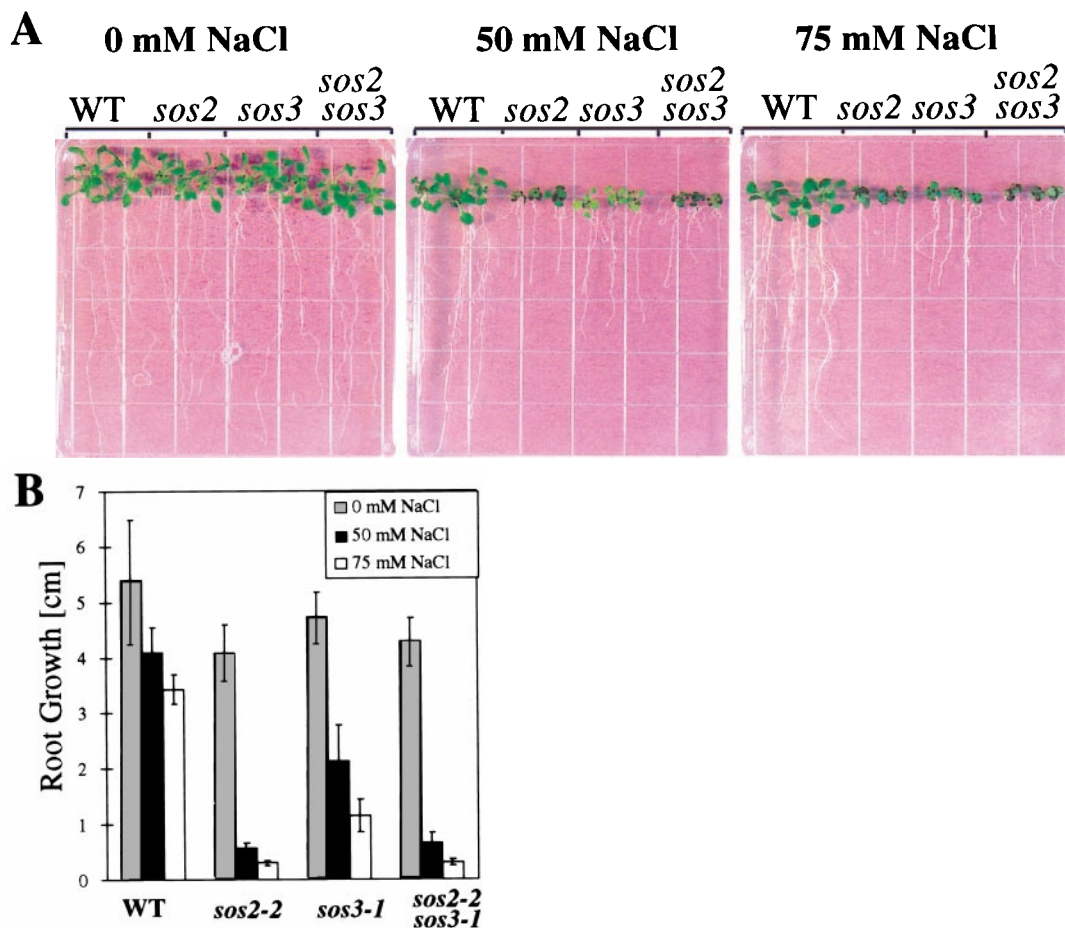 A
0 mM NaCl
50 mM NaCl
75 mM NaCl
WT sos2 sos3 sos2 sos3
WT sos2 sos3 sos2 sos3
WT sos2 sos3 sos2 sos3
B
Root Growth [cm]
7
6
5
4
3
2
1
0
0 mM NaCl
50 mM NaCl
75 mM NaCl
WT
sos2-2
sos3-1
sos2-2
sos3-1